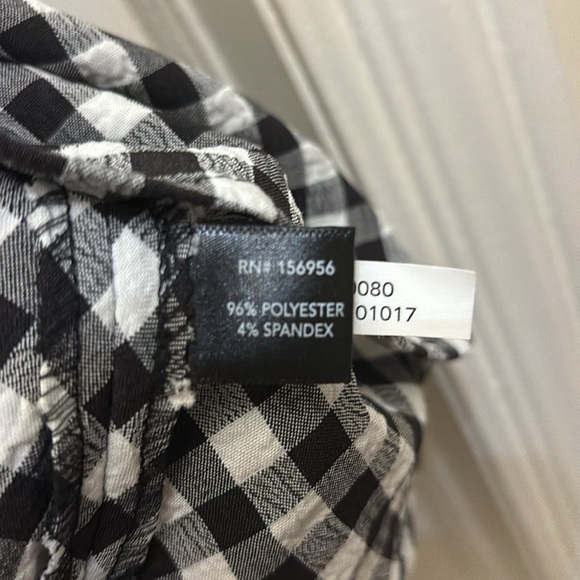 RN# 156956
96% POLYESTER
4% SPANDEX
0080
01017